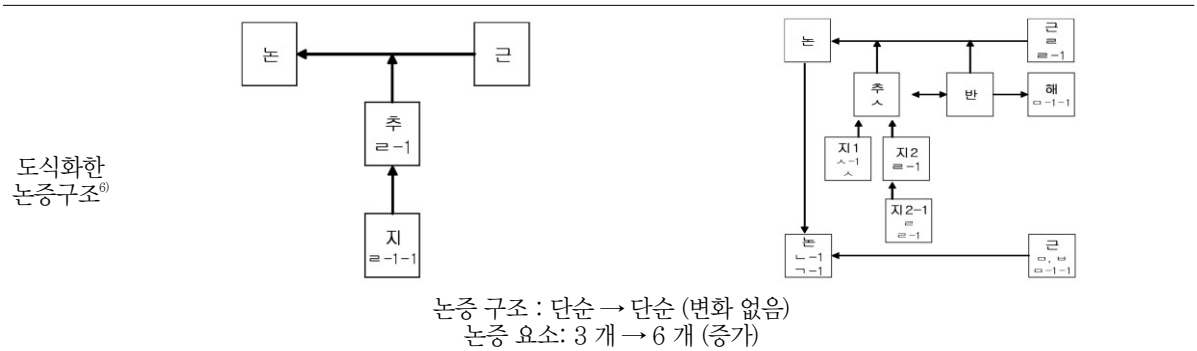 도식화한
논증구조6)
논
근
추
ㄹ-1
지
ㄹ-1-1
논
근
ㄹ
ㄹ-1
추
ㅅ
반
해
ㅁ-1-1
지1
ㅅ-1
ㅅ
지2
ㄹ-1
지2-1
ㄹ
ㄹ-1
논
ㄴ-1
ㄱ-1
근
ㅁ, ㅂ
ㅁ-1-1
논증 구조 : 단순 → 단순 (변화 없음)
논증 요소: 3 개 → 6 개 (증가)